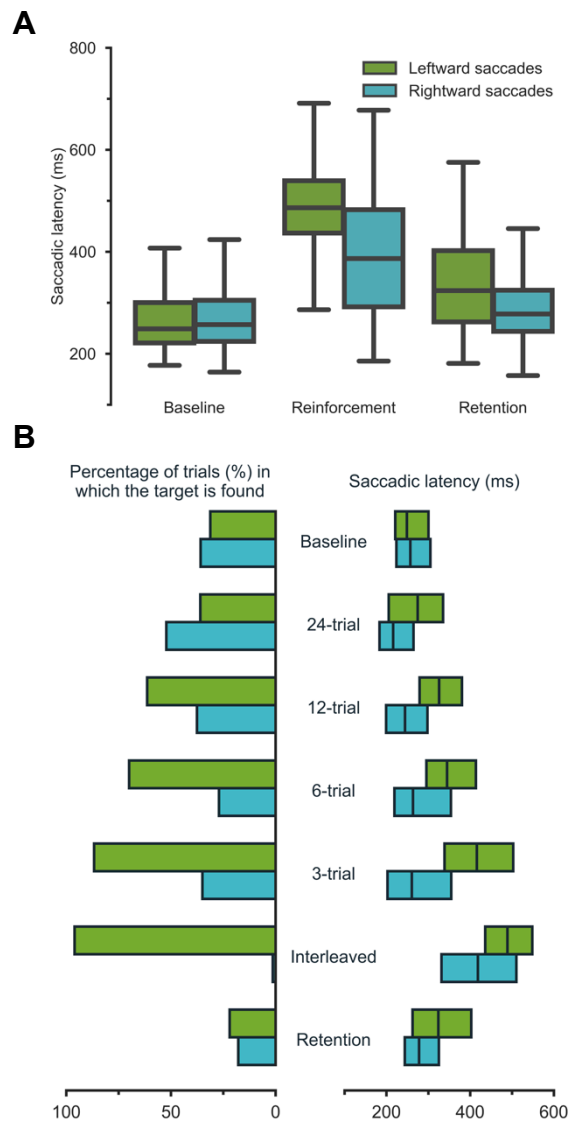 A
800
600
400
200
Saccadic latency (ms)
Leftward saccades
Rightward saccades
Baseline
Reinforcement
Retention
B
Percentage of trials (%) in
which the target is found
Saccadic latency (ms)
Baseline
24-trial
12-trial
6-trial
3-trial
Interleaved
Retention
100
50
0
200
400
600